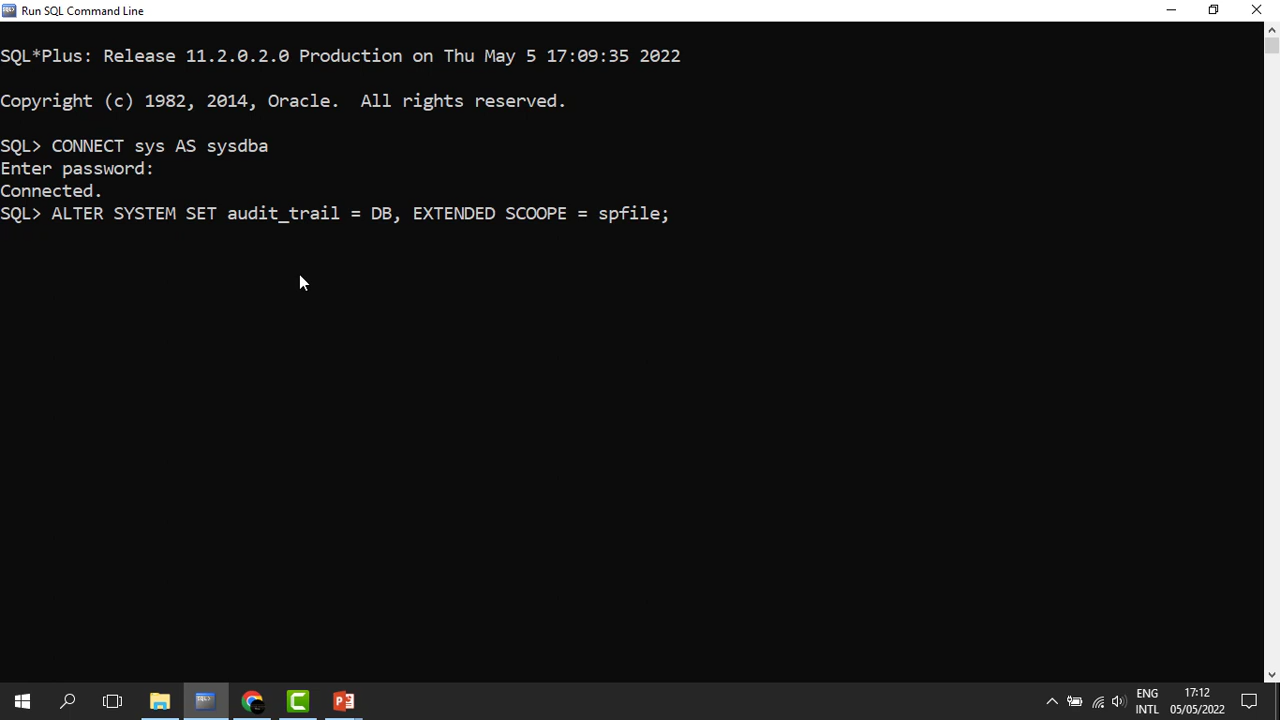 Run SQL Command Line
SQL*Plus: Release 11.2.0.2.0 Production on Thu May 5 17:09:35 2022
Copyright (c) 1982, 2014, Oracle.  All rights reserved.
SQL> CONNECT sys AS sysdba
Enter password:
Connected.
SQL> ALTER SYSTEM SET audit_trail = DB, EXTENDED SCOOPE = spfile;
ENG
INTL
17:12
05/05/2022